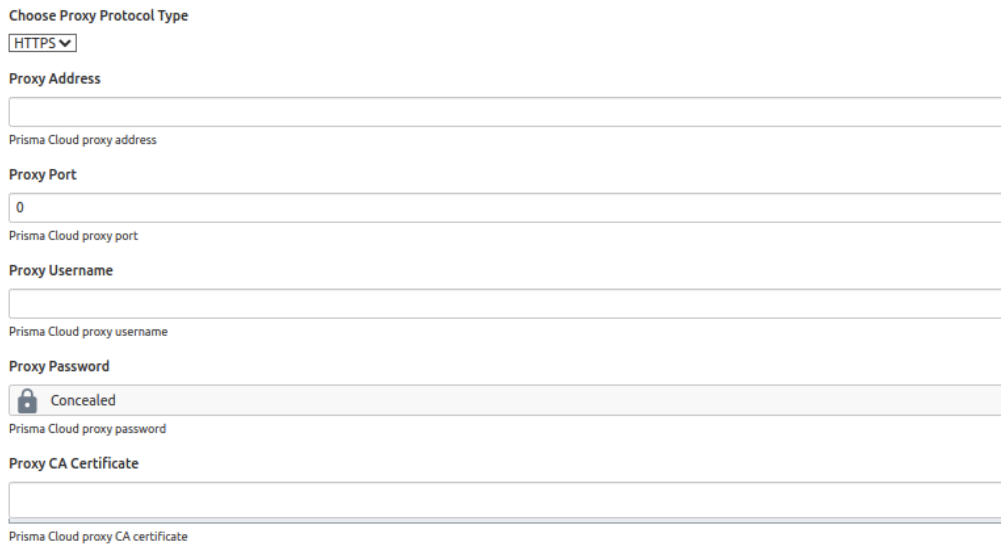 Choose Proxy Protocol Type
HTTPS
Proxy Address
Prisma Cloud proxy address
Proxy Port
0
Prisma Cloud proxy port
Proxy Username
Prisma Cloud proxy username
Proxy Password
Concealed
Prisma Cloud proxy password
Proxy CA Certificate
Prisma Cloud proxy CA certificate